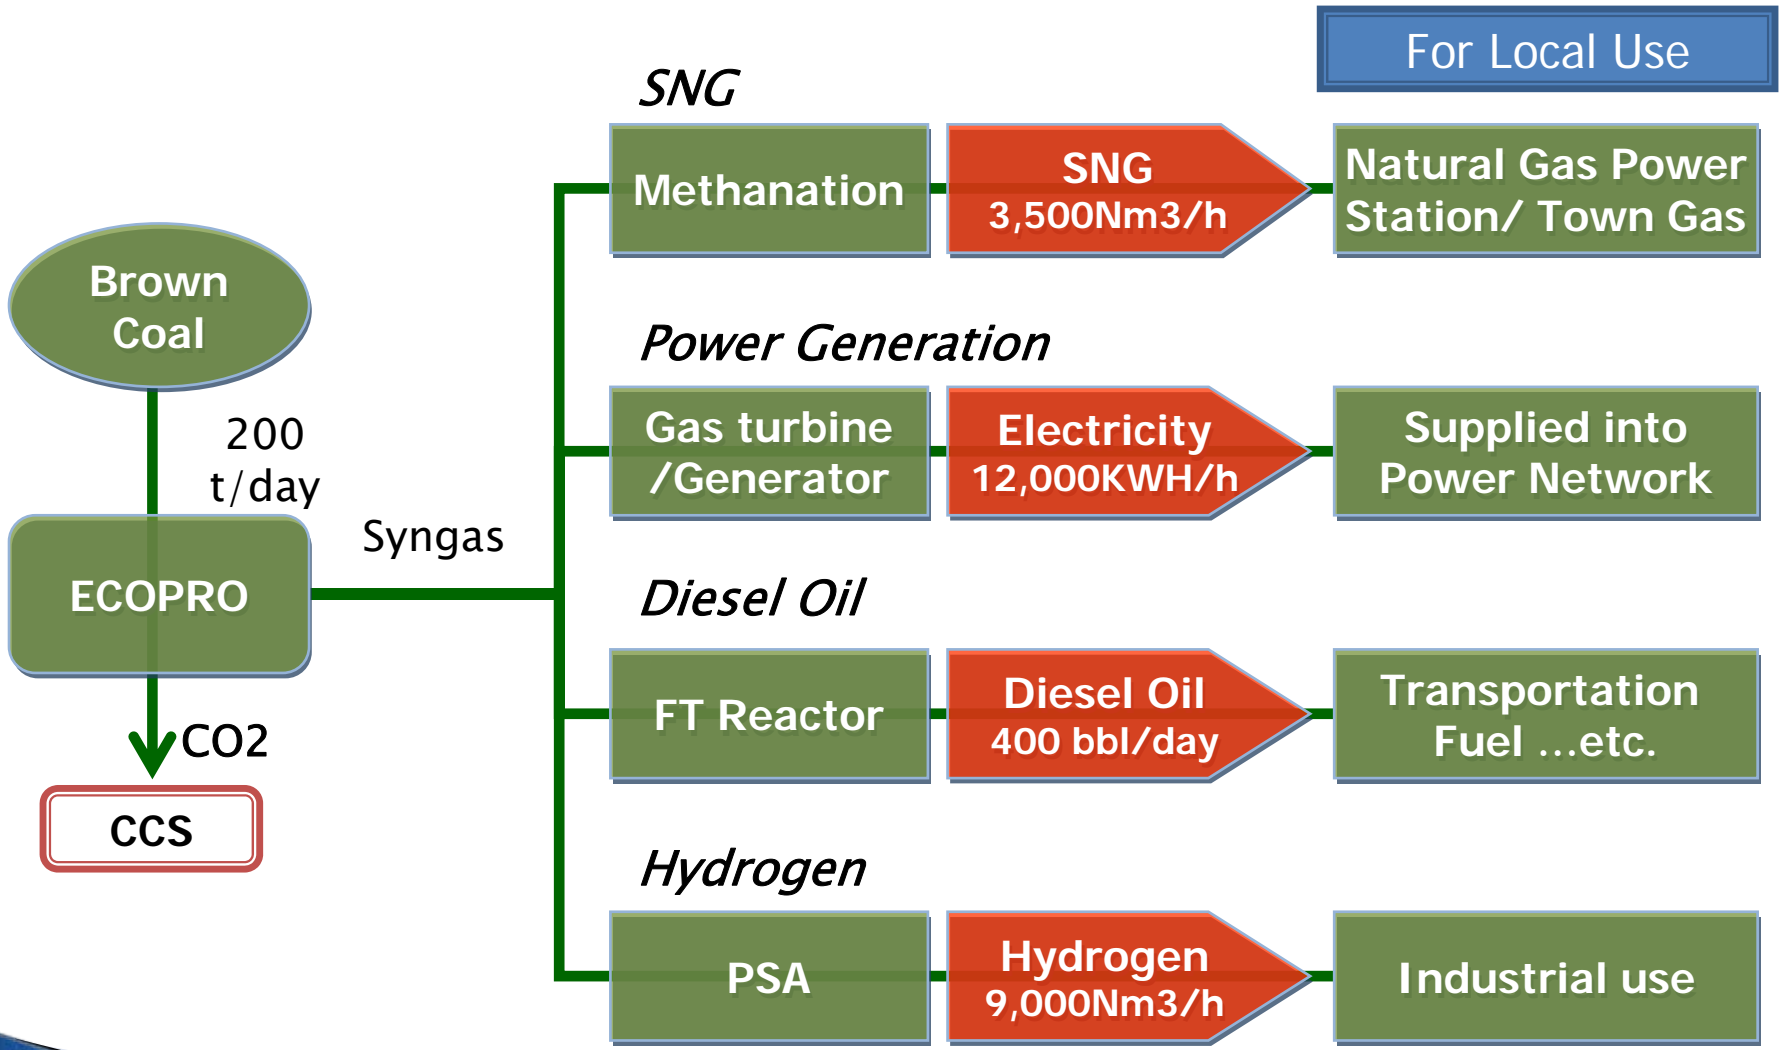 For Local Use
Brown
Coal
200
t/day
ECOPRO
CO2
CCS
Syngas
SNG
Methanation
SNG
3,500Nm3/h
Natural Gas Power
Station/ Town Gas
Power Generation
Gas turbine
/Generator
Electricity
12,000KWH/h
Supplied into
Power Network
Diesel Oil
FT Reactor
Diesel Oil
400 bbl/day
Transportation
Fuel ...etc.
Hydrogen
PSA
Hydrogen
9,000Nm3/h
Industrial use